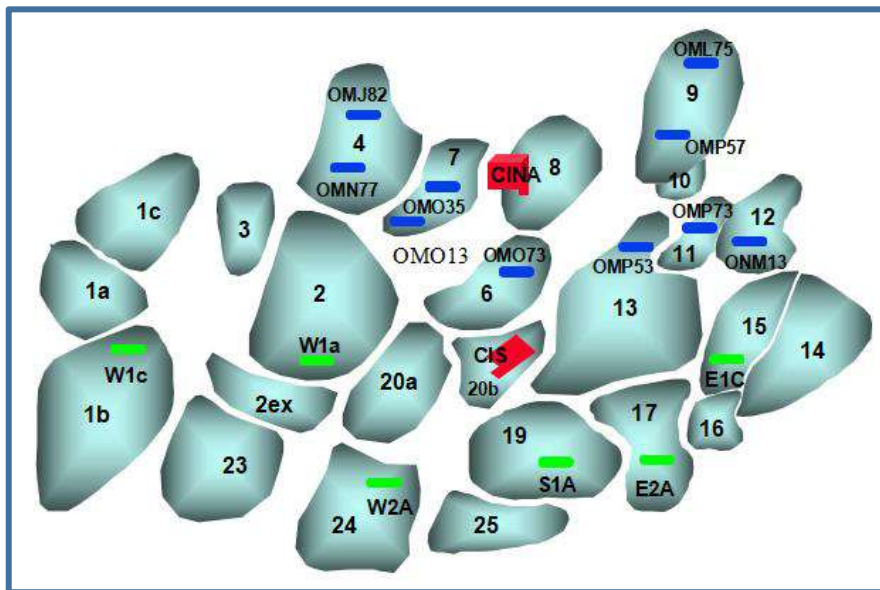 OML75
9
OMJ82
4
OMP57
7
8
CINA
10
OMN77
OMO35
1c
OMP73
12
3
OMO13
11
ONM13
OMO73
OMP53
1a
2
6
13
15
W1a
CIS
14
W1c
20a
20b
E1C
2ex
1b
17
16
19
23
S1A
E2A
W2A
24
25